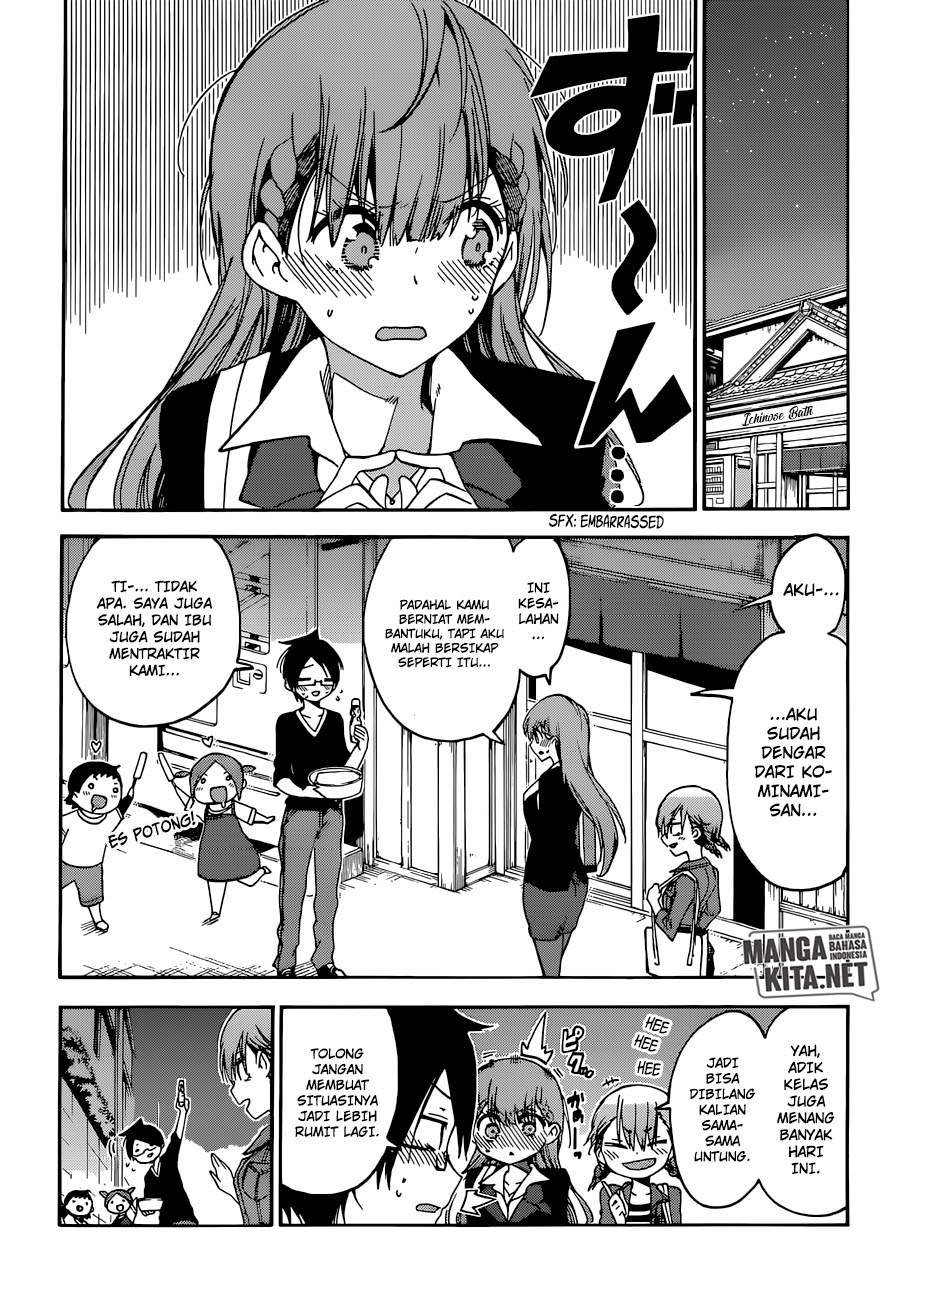 Ichinose Bath
ず〜〜ん…
SFX: EMBARRASSED
AKU-...
...AKU
SUDAH
DENGAR
DARI KO-
MINAMI-
SAN...
INI
KESA-
LAHAN
...
PADAHAL KAMU
BERNIAT MEM-
BANTUKU, TAPI AKU
MALAH BERSIKAP
SEPERTI ITU...
TI-... TIDAK
APA. SAYA JUGA
SALAH, DAN IBU
JUGA SUDAH
MENTRAKTIR
KAMI...
ES POTONG!
MANGA
KITA.NET
BACA MANGA
BAHASA
INDONESIA
YAH,
ADIK
KELAS
JUGA
MENANG
BANYAK
HARI
INI.
JADI
BISA
DIBILANG
KALIAN
SAMA-
SAMA
UNTUNG.
HEE
HEE
HEE
ピク…
かぁ〜
TOLONG
JANGAN
MEMBUAT
SITUASINYA
JADI LEBIH
RUMIT LAGI.